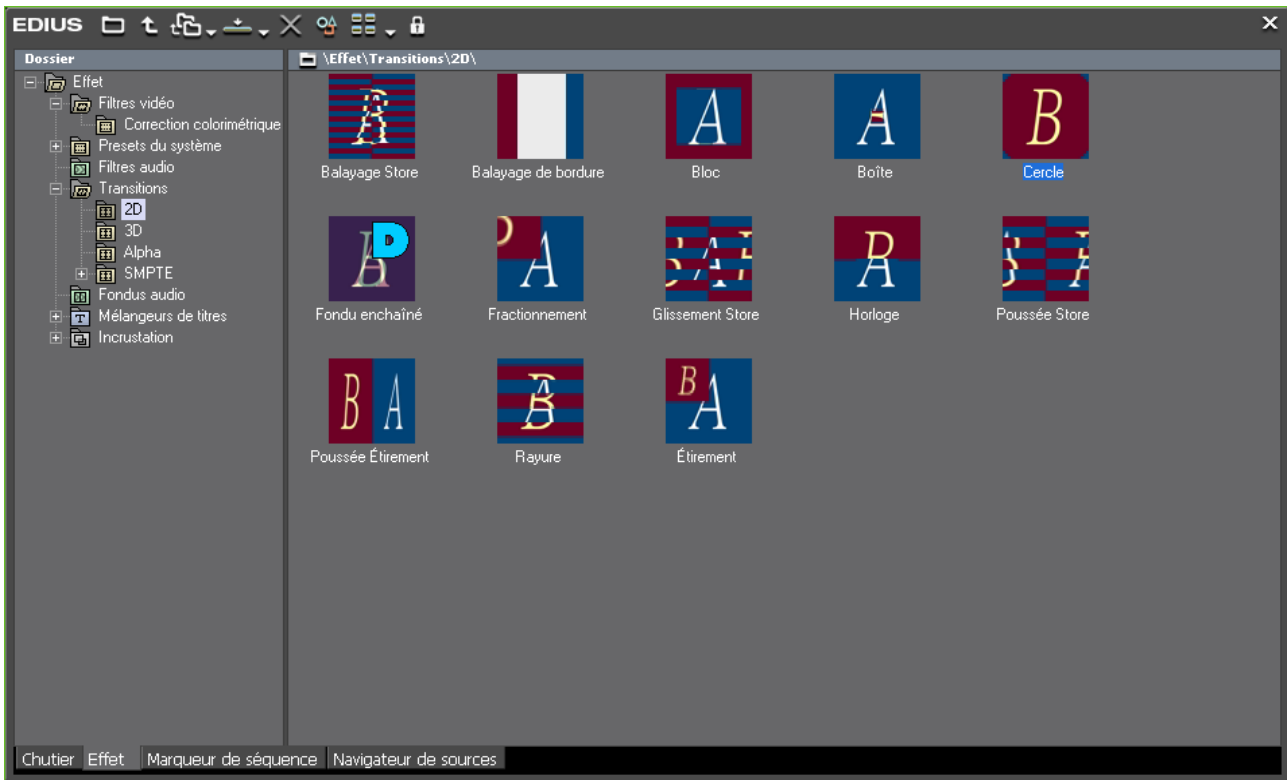 EDIUS
Dossier
\Effet\Transitions\2D\
Effet
Filtres vidéo
Correction colorimétrique
Presets du système
Filtres audio
Transitions
2D
3D
Alpha
SMPTE
Fondus audio
Mélangeurs de titres
Incrustation
Balayage Store
Balayage de bordure
Bloc
Boîte
Cercle
Fondu enchaîné
Fractionnement
Glissement Store
Horloge
Poussée Store
Poussée Étirement
Rayure
Étirement
Chutier Effet Marqueur de séquence Navigateur de sources